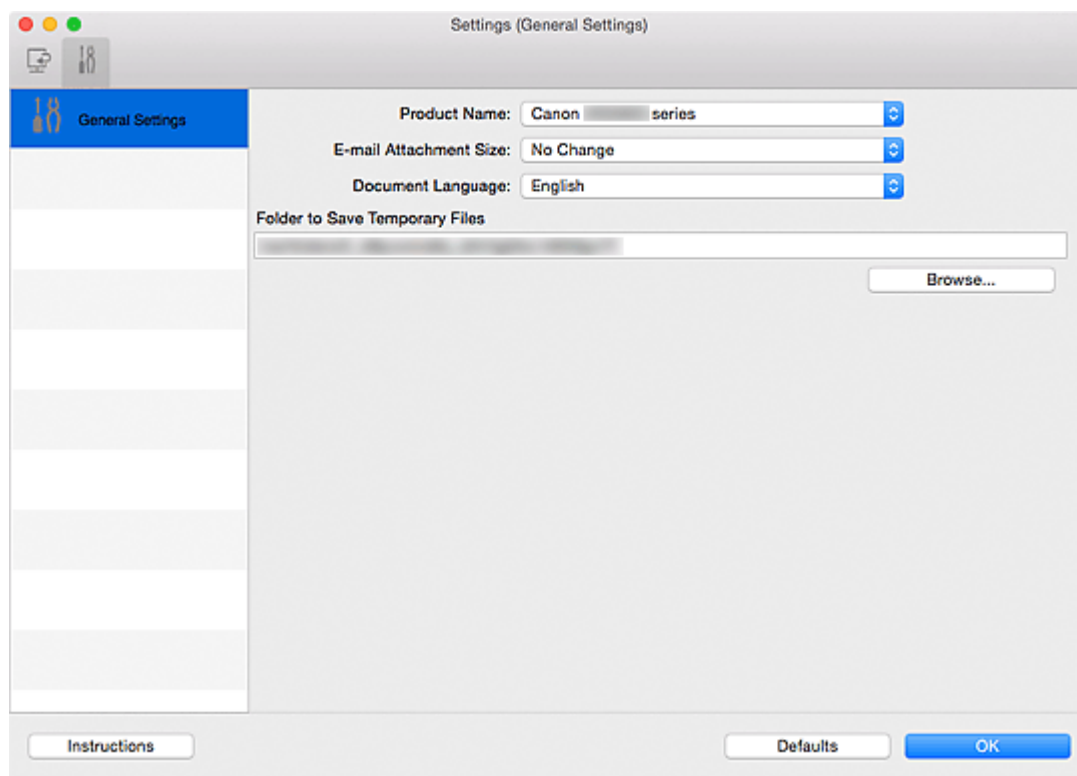 Settings (General Settings)
General Settings
Product Name: Canon series
E-mail Attachment Size: No Change
Document Language: English
Folder to Save Temporary Files
Browse...
Instructions Defaults OK